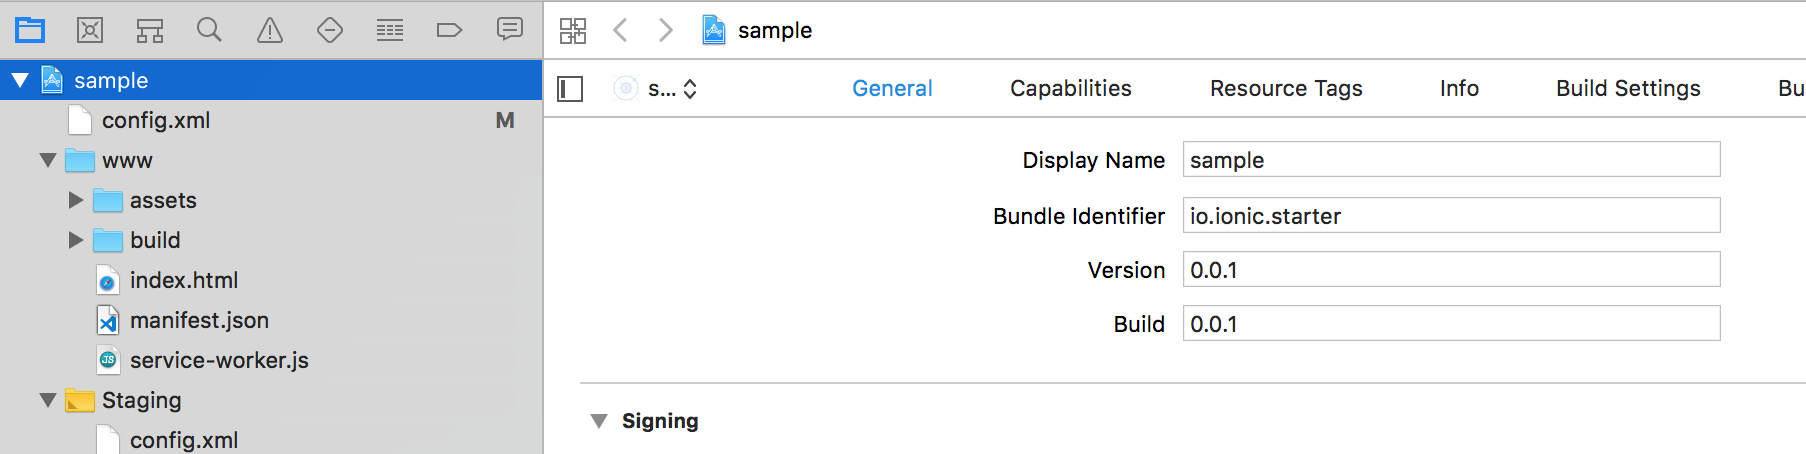 sample
sample
s...
General
Capabilities
Resource Tags
Info
Build Settings
Bu
config.xml
M
www
assets
build
index.html
manifest.json
JS
service-worker.js
Staging
config.xml
Display Name
sample
Bundle Identifier
io.ionic.starter
Version
0.0.1
Build
0.0.1
Signing